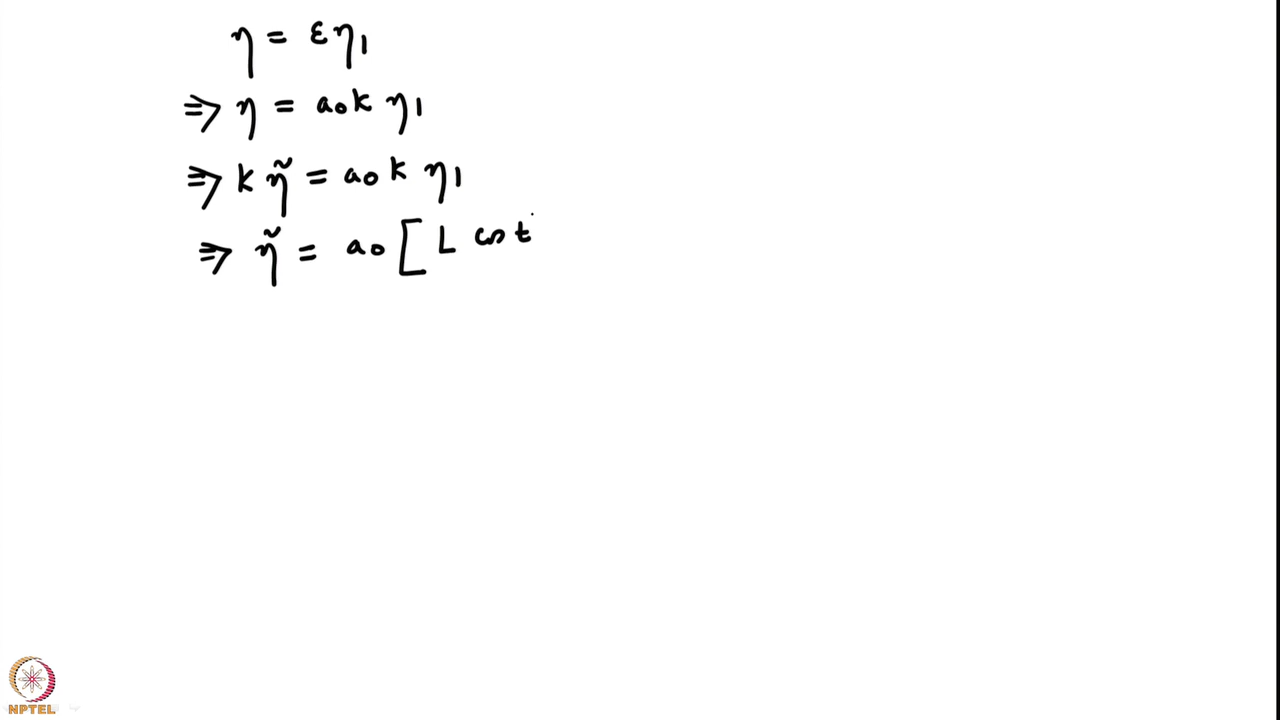 η = εη₁
⇒ η = a₀k η₁
⇒ k η̃ = a₀k η₁
⇒ η̃ = a₀ [ L cos t
NPTEL